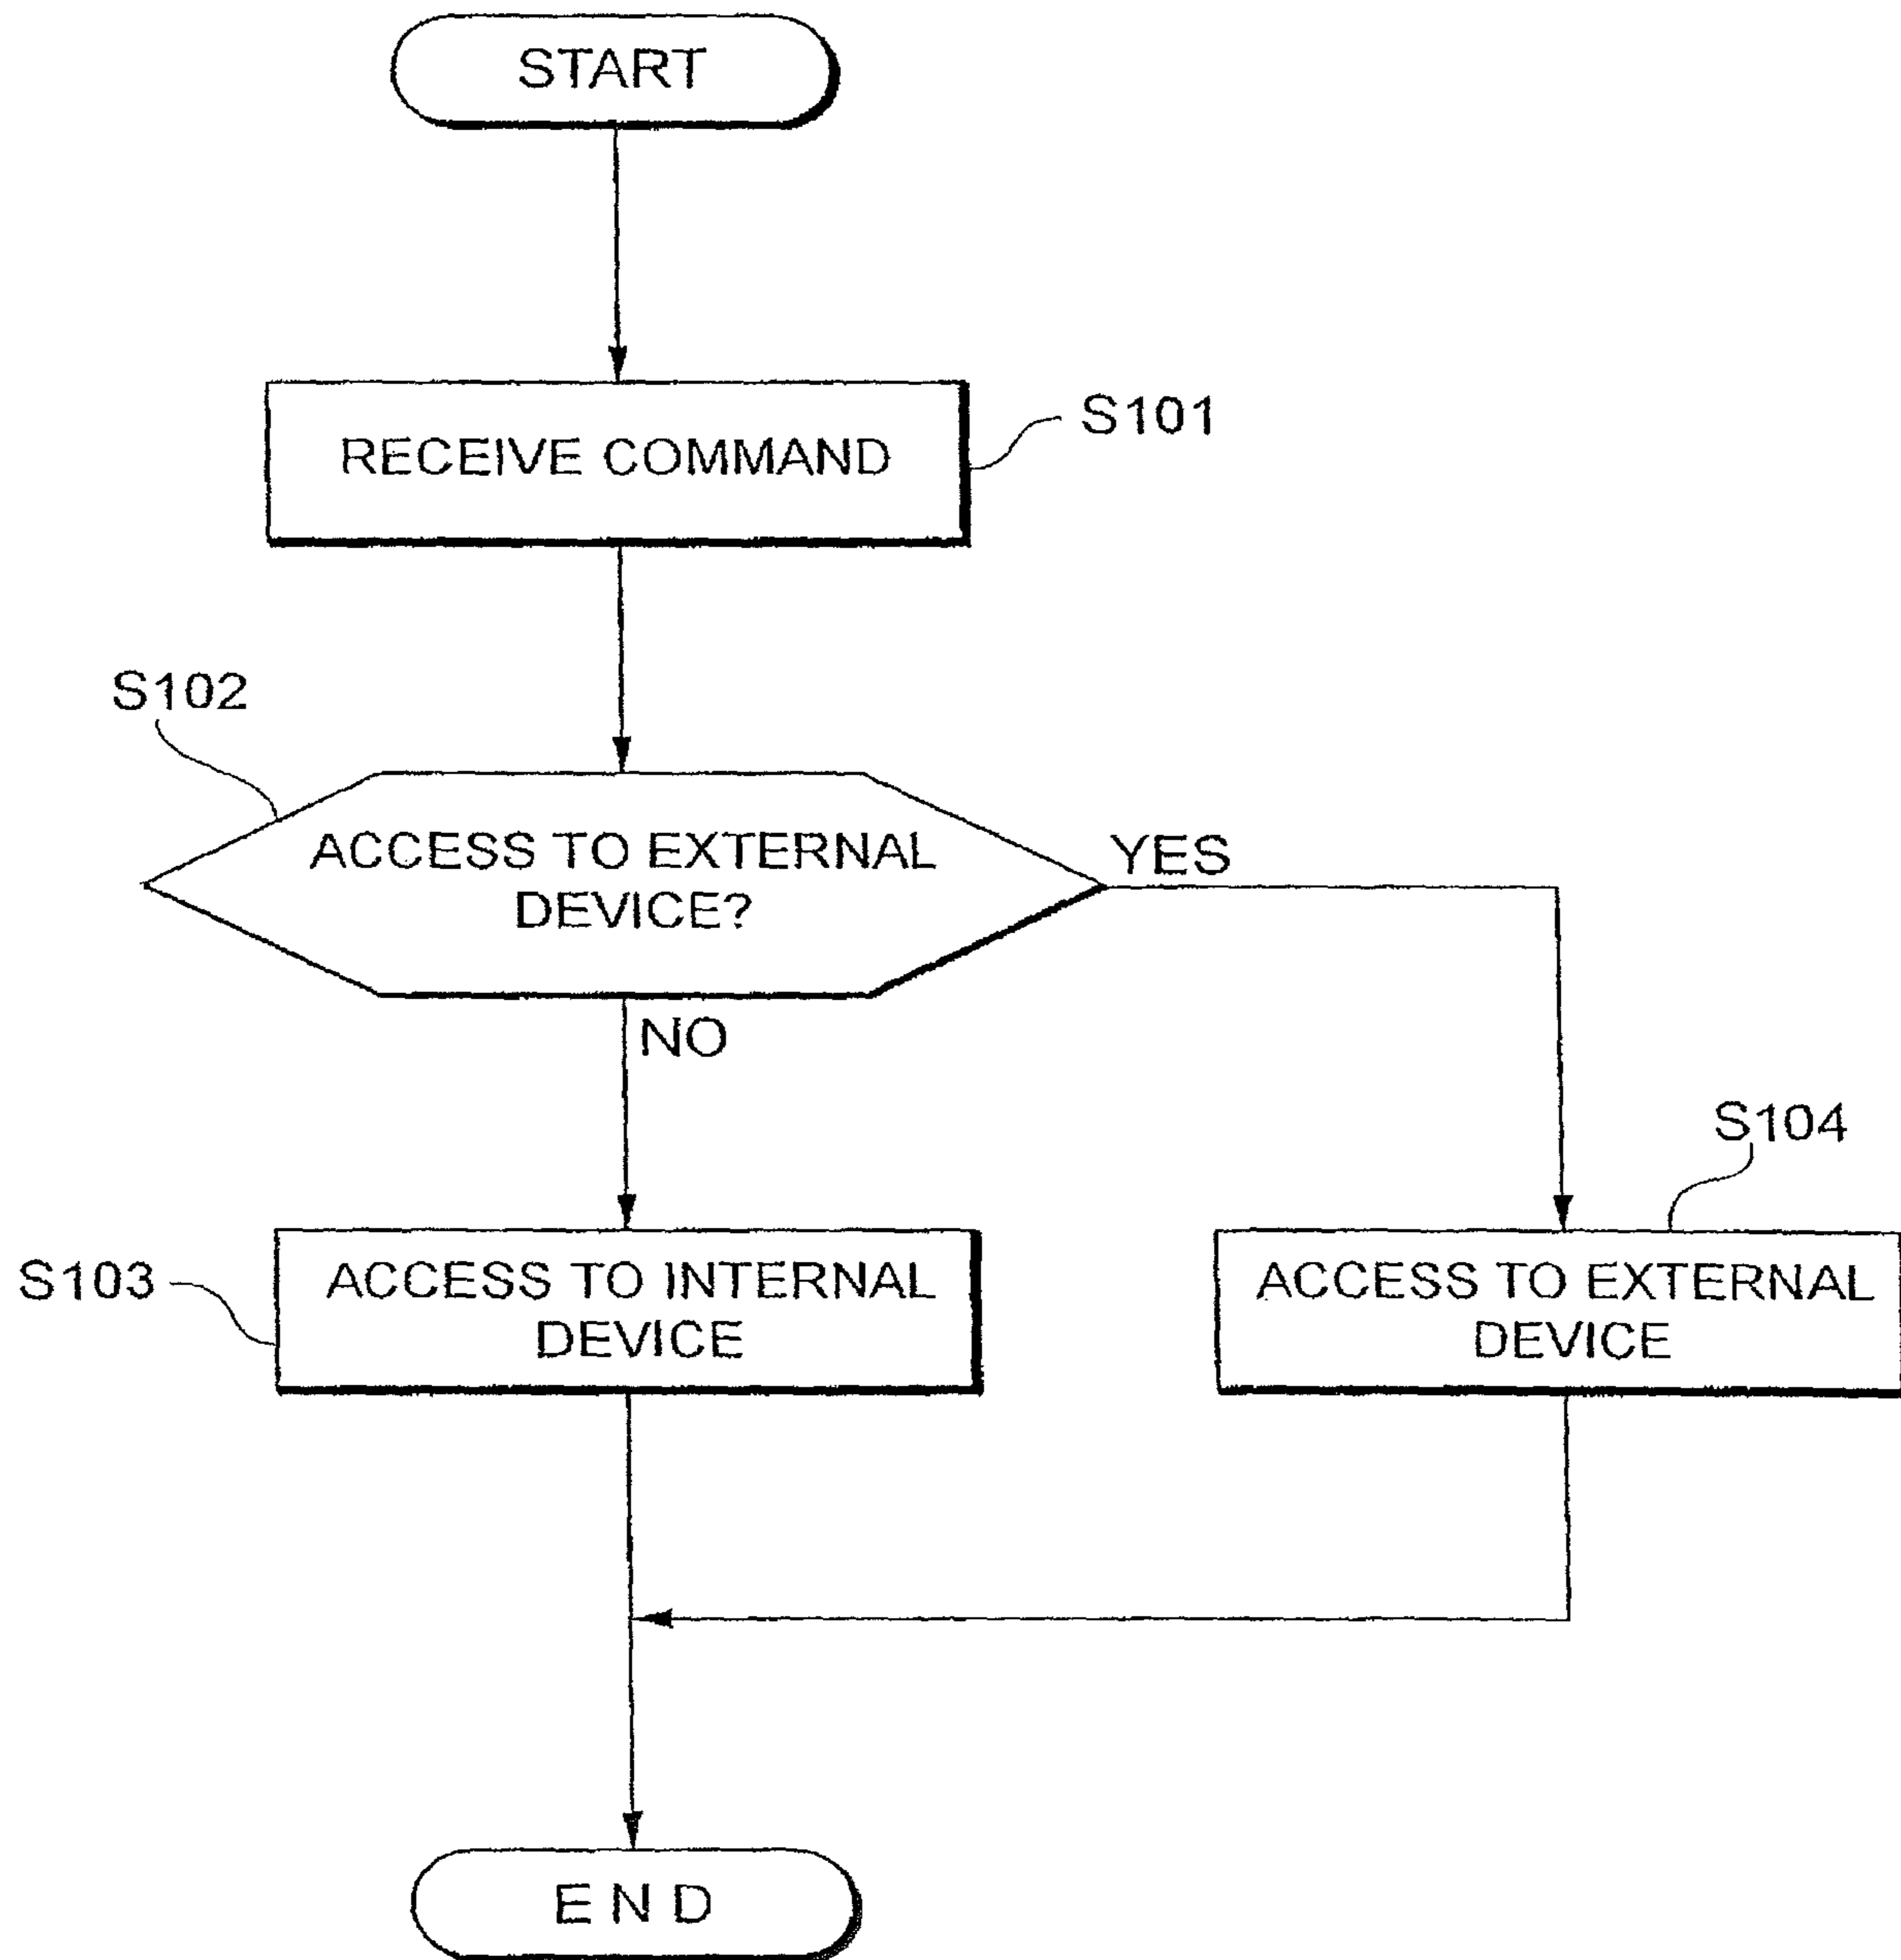 START
RECEIVE COMMAND
S101
S102
ACCESS TO EXTERNAL
DEVICE?
YES
NO
S103
ACCESS TO INTERNAL
DEVICE
S104
ACCESS TO EXTERNAL
DEVICE
END